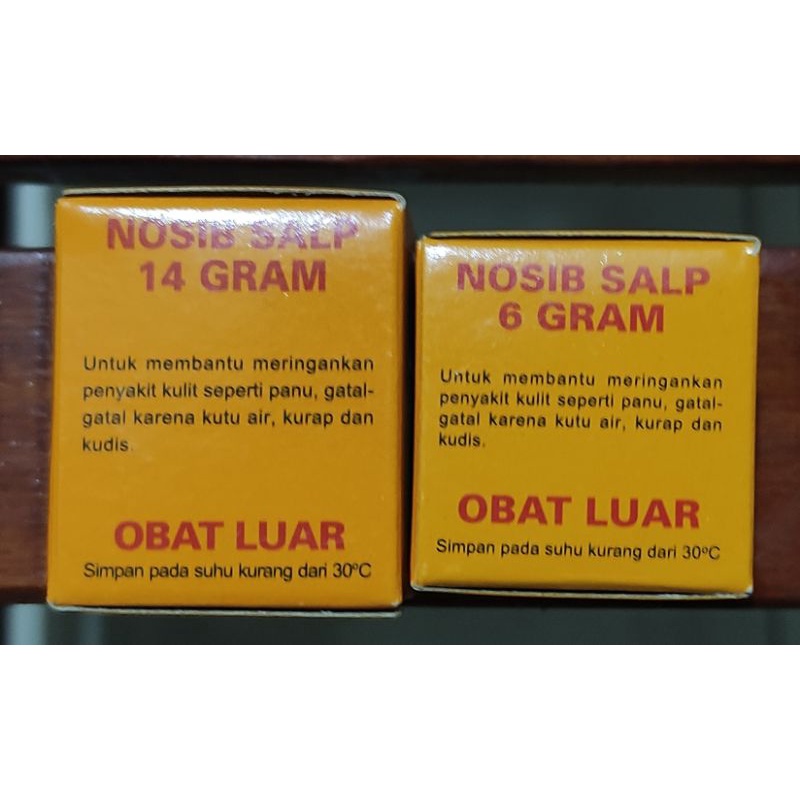 NOSIB SALP
14 GRAM
Untuk membantu meringankan
penyakit kulit seperti panu, gatal-
gatal karena kutu air, kurap dan
kudis.
OBAT LUAR
Simpan pada suhu kurang dari 30°C
NOSIB SALP
6 GRAM
Untuk membantu meringankan
penyakit kulit seperti panu, gatal-
gatal karena kutu air, kurap dan
kudis.
OBAT LUAR
Simpan pada suhu kurang dari 30°C